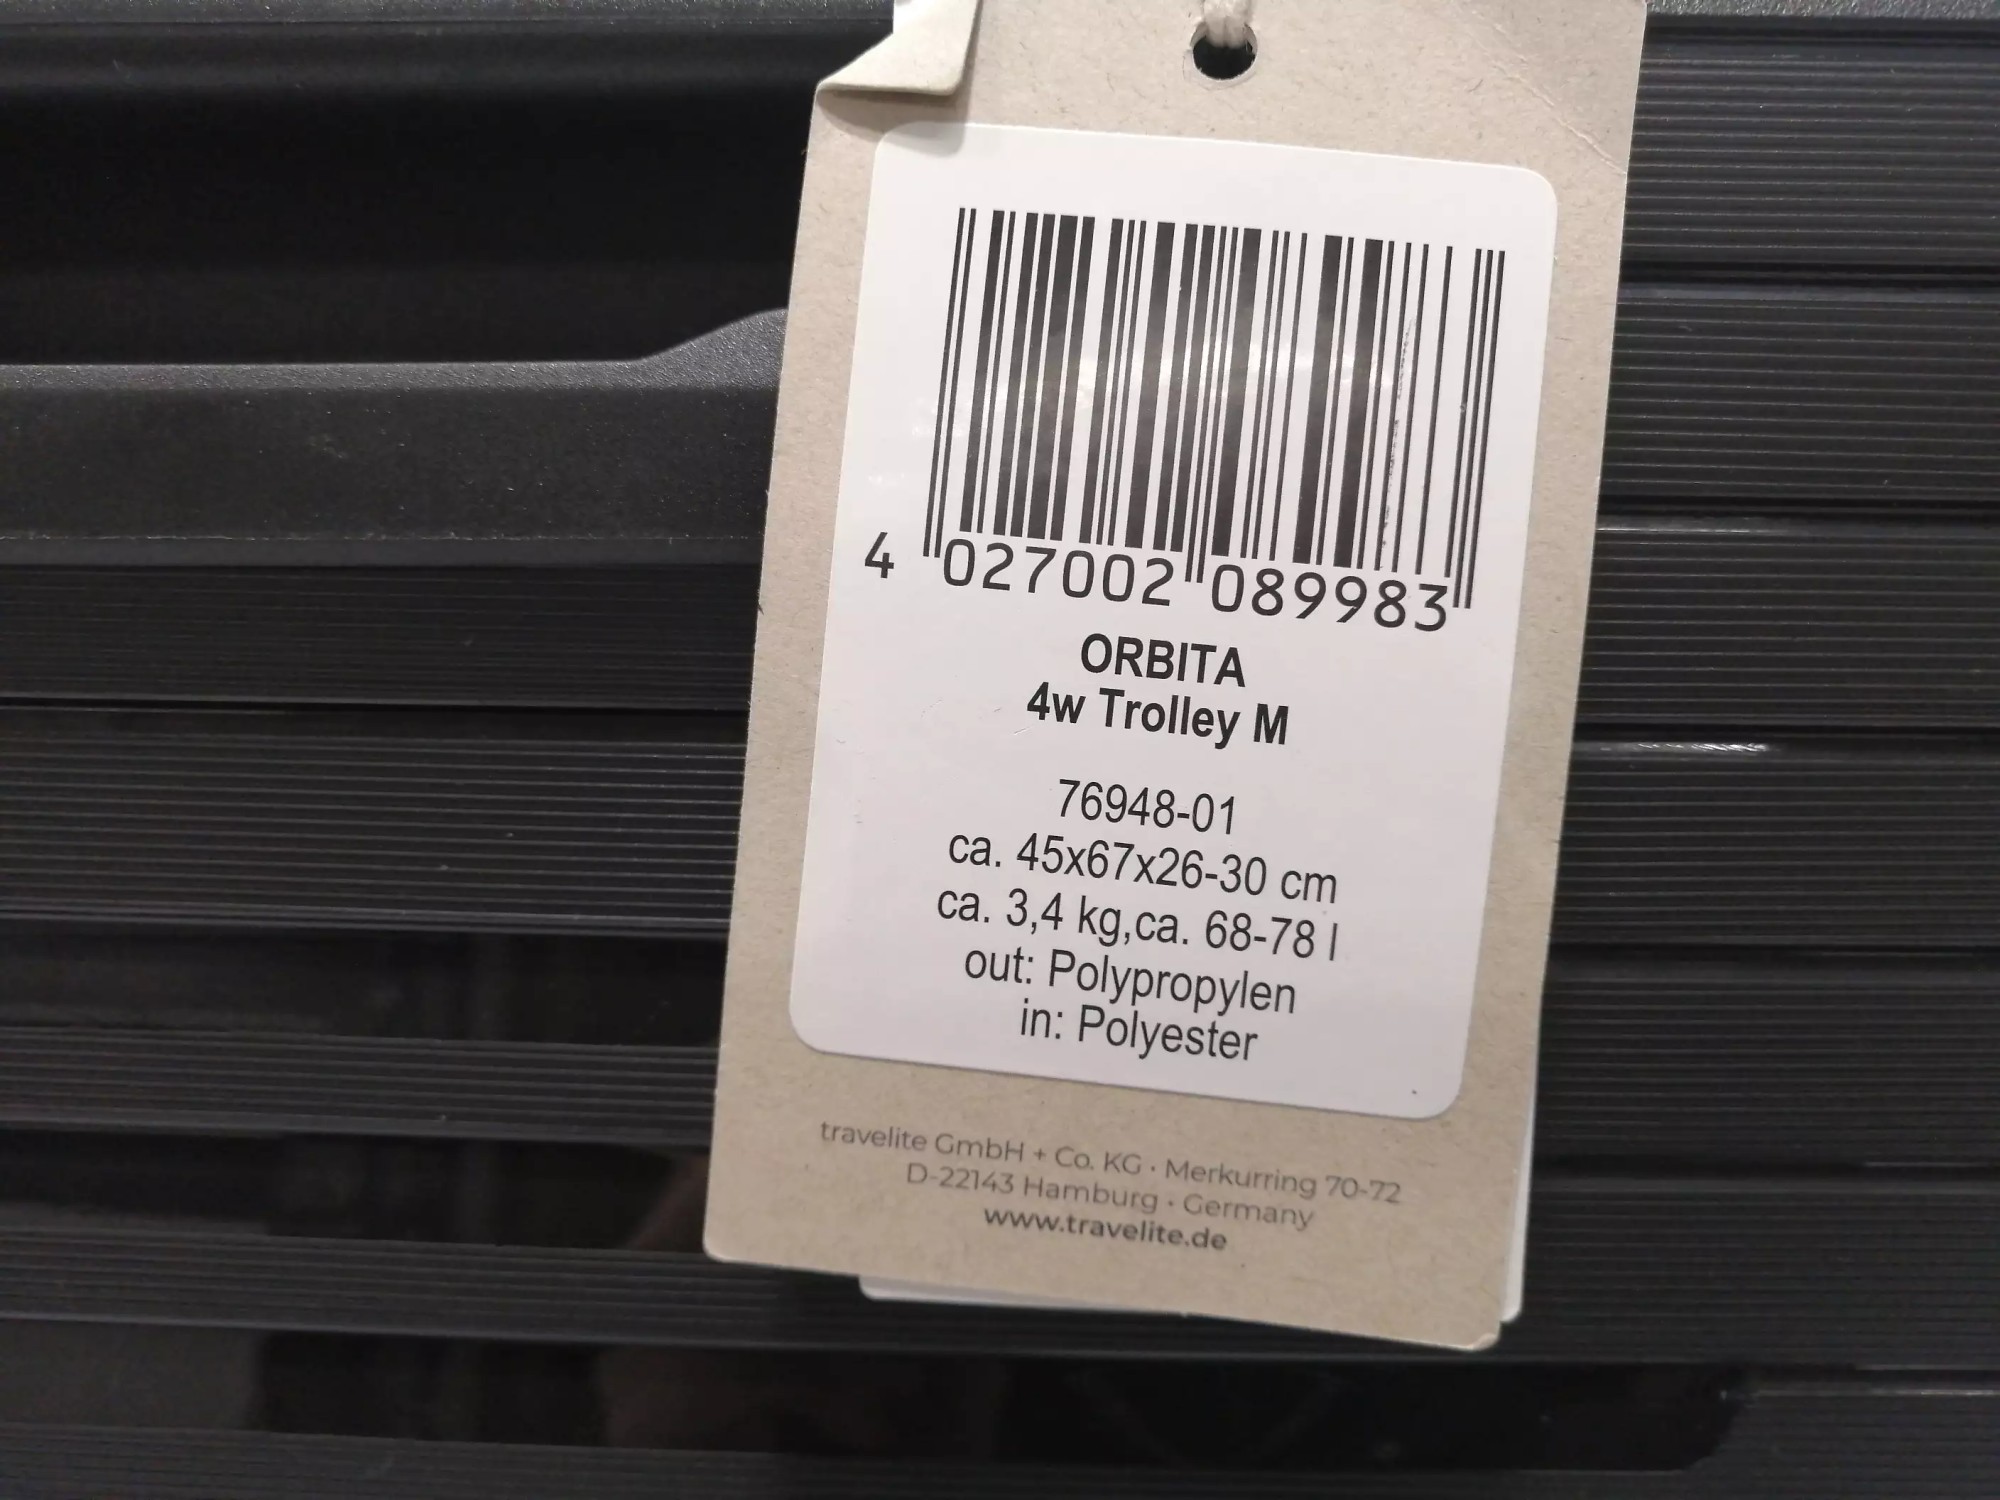 4 027002 089983
ORBITA
4w Trolley M
76948-01
ca. 45x67x26-30 cm
ca. 3,4 kg,ca. 68-78 l
out: Polypropylen
in: Polyester
travelite GmbH + Co. KG · Merkurring 70-72
D-22143 Hamburg · Germany
www.travelite.de